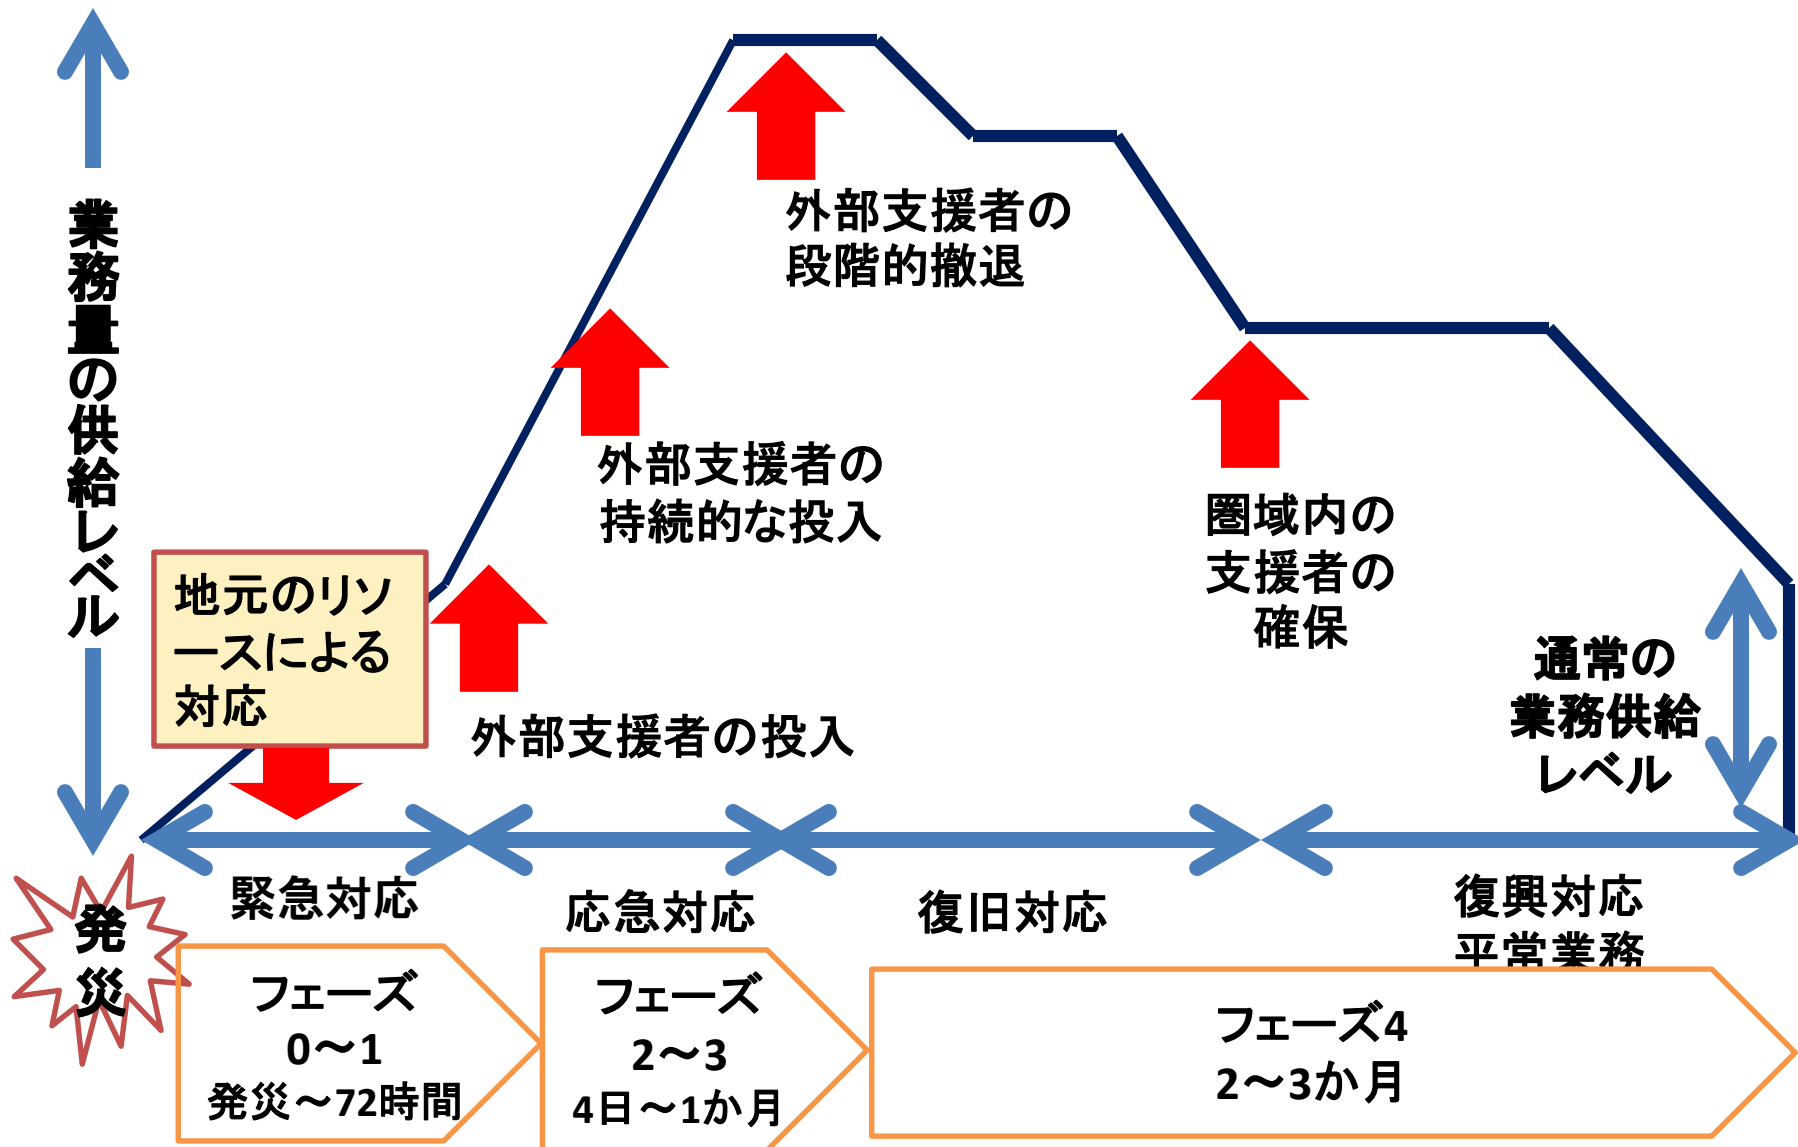 業務量の供給レベル
外部支援者の
段階的撤退
外部支援者の
持続的な投入
圏域内の
支援者の
確保
地元のリソ
ースによる
対応
外部支援者の投入
通常の
業務供給
レベル
緊急対応
応急対応
復旧対応
復興対応
平常業務
発災
フェーズ
0～1
発災～72時間
フェーズ
2～3
4日～1か月
フェーズ4
2～3か月